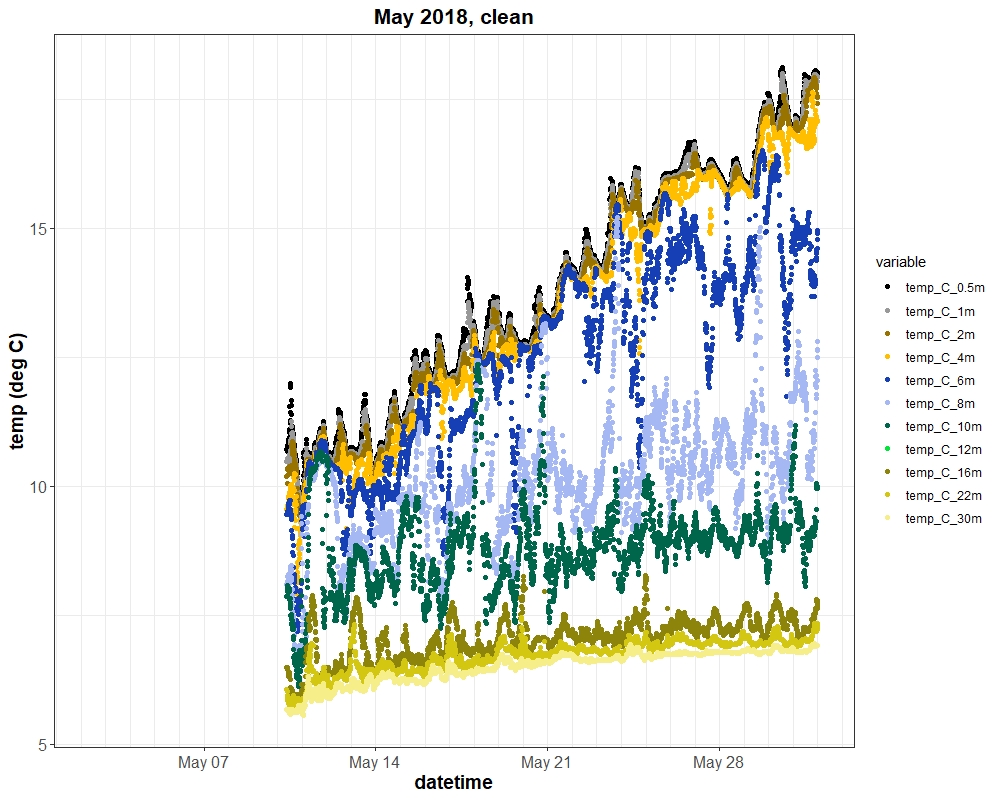 May 2018, clean
temp (deg C)
15
10
5
May 07
May 14
May 21
May 28
datetime
variable
temp_C_0.5m
temp_C_1m
temp_C_2m
temp_C_4m
temp_C_6m
temp_C_8m
temp_C_10m
temp_C_12m
temp_C_16m
temp_C_22m
temp_C_30m